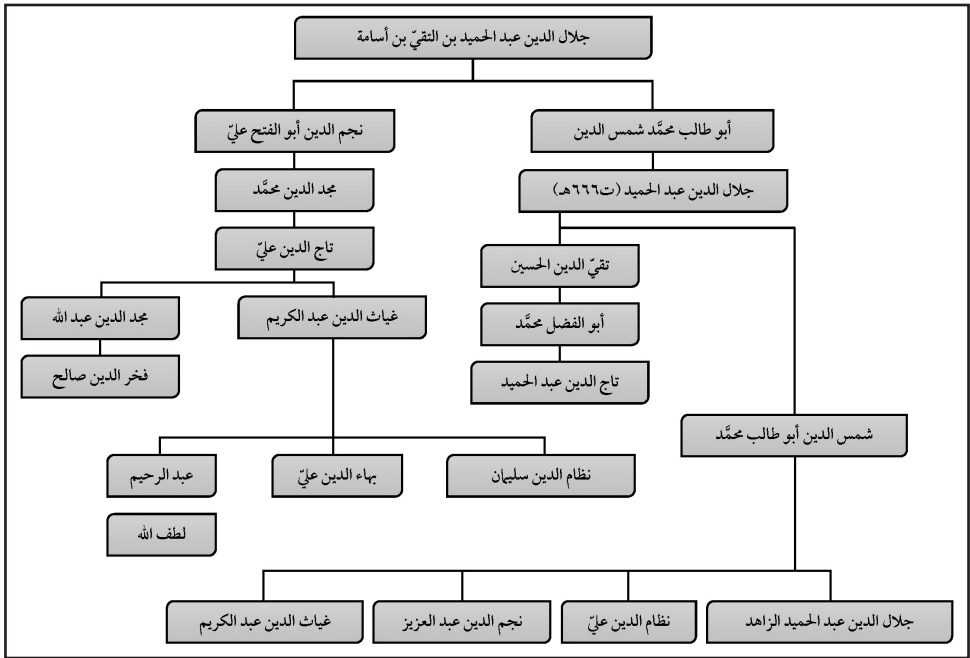 جلال الدين عبد الحميد بن التقيّ بن أسامة
أبو طالب محمَّد شمس الدين
نجم الدين أبو الفتح عليّ
جلال الدين عبد الحميد (ت٦٦٦هـ)
مجد الدين محمَّد
تقيّ الدين الحسين
تاج الدين عليّ
أبو الفضل محمَّد
غياث الدين عبد الكريم
مجد الدين عبد الله
تاج الدين عبد الحميد
فخر الدين صالح
شمس الدين أبو طالب محمَّد
نظام الدين سليمان
بهاء الدين عليّ
عبد الرحيم
لطف الله
جلال الدين عبد الحميد الزاهد
نظام الدين عليّ
نجم الدين عبد العزيز
غياث الدين عبد الكريم